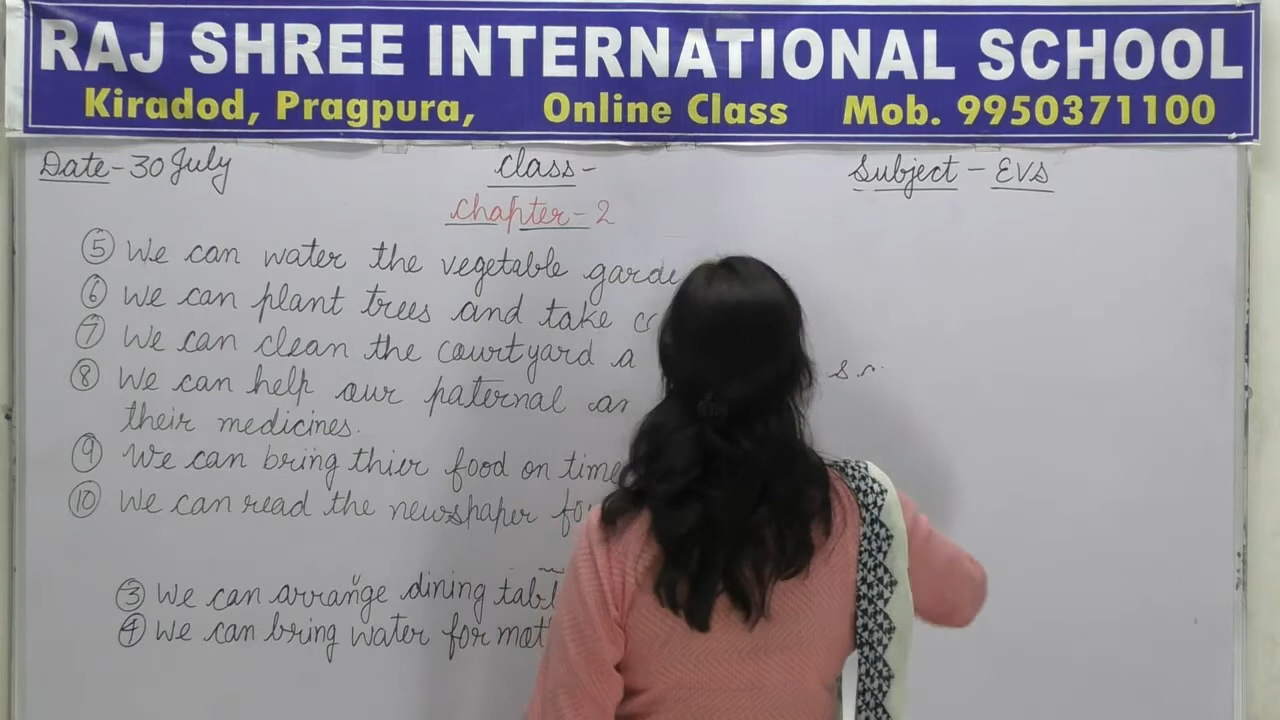 RAJ SHREE INTERNATIONAL SCHOOL
Kiradod, Pragpura, Online Class Mob. 9950371100
Date - 30 July Class - Subject - EVS
Chapter - 2
⑤ We can water the vegetable garde
⑥ We can plant trees and take
⑦ We can clean the courtyard a
⑧ We can help our paternal an
their medicines.
⑨ We can bring thier food on time
⑩ We can read the newspaper fo
③ We can arrange dining tabl
④ We can bring water for